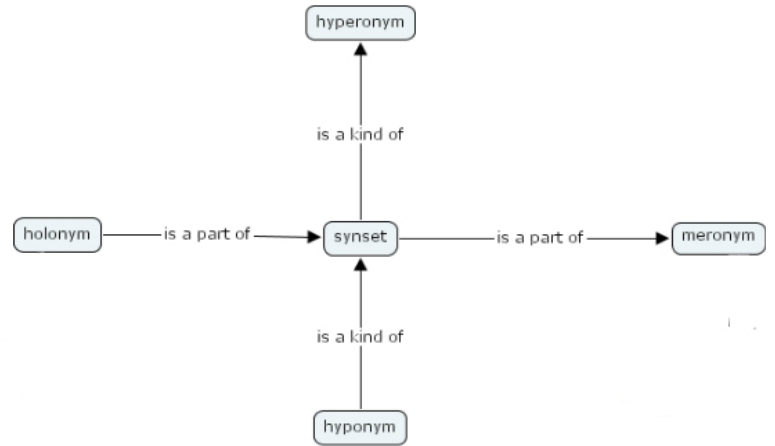 hyperonym
is a kind of
holonym
is a part of
synset
is a part of
meronym
is a kind of
hyponym